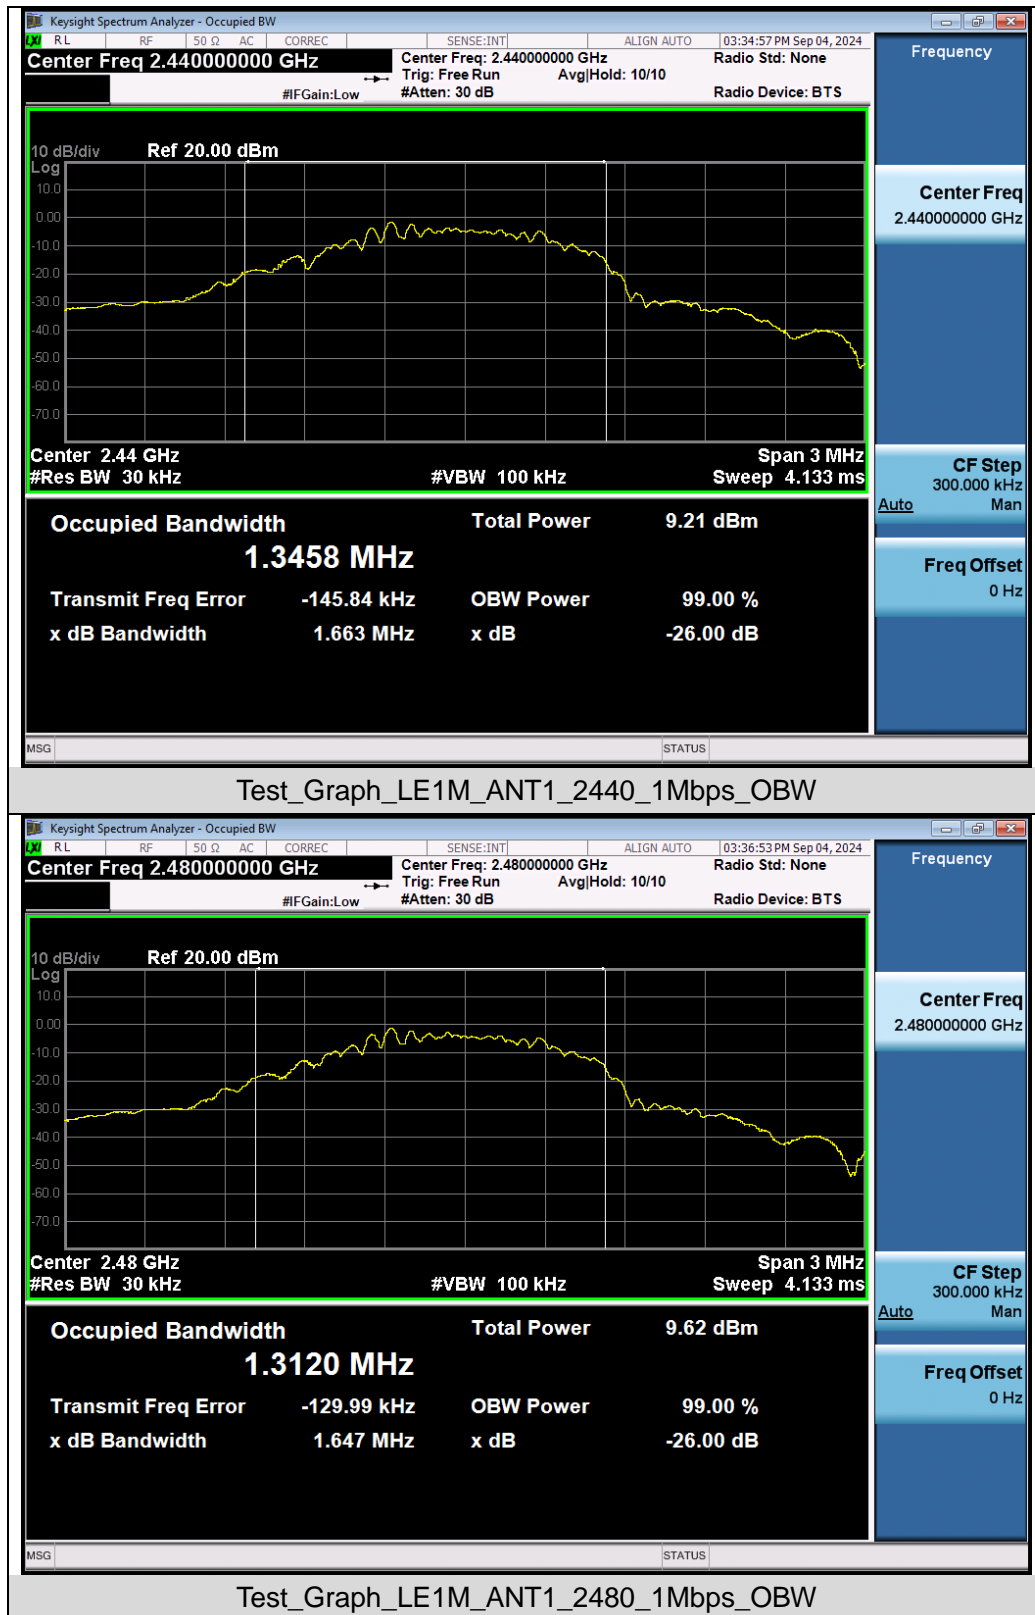 Keysight Spectrum Analyzer - Occupied BW
LXI RL RF 50 Ω AC CORREC SENSE:INT ALIGN AUTO 03:34:57 PM Sep 04, 2024
Center Freq 2.440000000 GHz Center Freq: 2.440000000 GHz Radio Std: None
Trig: Free Run Avg|Hold: 10/10
#IFGain:Low #Atten: 30 dB Radio Device: BTS
Frequency
10 dB/div Ref 20.00 dBm
Log
10.0
0.00
-10.0
-20.0
-30.0
-40.0
-50.0
-60.0
-70.0
Center 2.44 GHz Span 3 MHz
#Res BW 30 kHz #VBW 100 kHz Sweep 4.133 ms
Center Freq
2.440000000 GHz
CF Step
300.000 kHz
Auto Man
Freq Offset
0 Hz
Occupied Bandwidth Total Power 9.21 dBm
1.3458 MHz
Transmit Freq Error -145.84 kHz OBW Power 99.00 %
x dB Bandwidth 1.663 MHz x dB -26.00 dB
MSG STATUS
Test_Graph_LE1M_ANT1_2440_1Mbps_OBW
Keysight Spectrum Analyzer - Occupied BW
LXI RL RF 50 Ω AC CORREC SENSE:INT ALIGN AUTO 03:36:53 PM Sep 04, 2024
Center Freq 2.480000000 GHz Center Freq: 2.480000000 GHz Radio Std: None
Trig: Free Run Avg|Hold: 10/10
#IFGain:Low #Atten: 30 dB Radio Device: BTS
Frequency
10 dB/div Ref 20.00 dBm
Log
10.0
0.00
-10.0
-20.0
-30.0
-40.0
-50.0
-60.0
-70.0
Center 2.48 GHz Span 3 MHz
#Res BW 30 kHz #VBW 100 kHz Sweep 4.133 ms
Center Freq
2.480000000 GHz
CF Step
300.000 kHz
Auto Man
Freq Offset
0 Hz
Occupied Bandwidth Total Power 9.62 dBm
1.3120 MHz
Transmit Freq Error -129.99 kHz OBW Power 99.00 %
x dB Bandwidth 1.647 MHz x dB -26.00 dB
MSG STATUS
Test_Graph_LE1M_ANT1_2480_1Mbps_OBW